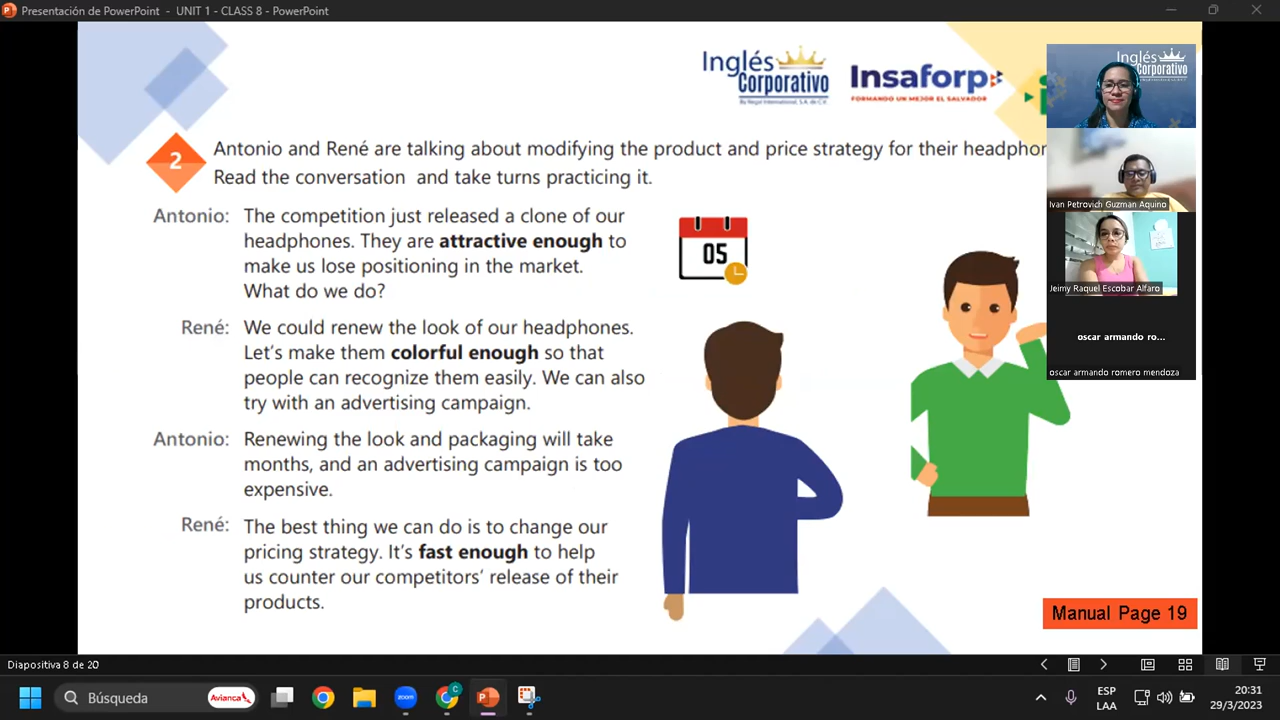 Presentación de PowerPoint - UNIT 1 - CLASS 8 - PowerPoint
Inglés
Corporativo
By Regal International, S.A. de C.V.
Insaforp
FORMANDO UN MEJOR EL SALVADOR
Inglés
Corporativo
2
Antonio and René are talking about modifying the product and price strategy for their
Read the conversation and take turns practicing it.
Antonio: The competition just released a clone of our
headphones. They are attractive enough to
make us lose positioning in the market.
What do we do?
05
René: We could renew the look of our headphones.
Let's make them colorful enough so that
people can recognize them easily. We can also
try with an advertising campaign.
Antonio: Renewing the look and packaging will take
months, and an advertising campaign is too
expensive.
René: The best thing we can do is to change our
pricing strategy. It's fast enough to help
us counter our competitors' release of their
products.
Ivan Petrovich Guzman Aquino
Jeimy Raquel Escobar Alfaro
oscar armando ro...
oscar armando romero mendoza
Manual Page 19
Diapositiva 8 de 20
Búsqueda
Avianca
zoom
ESP
LAA
20:31
29/3/2023